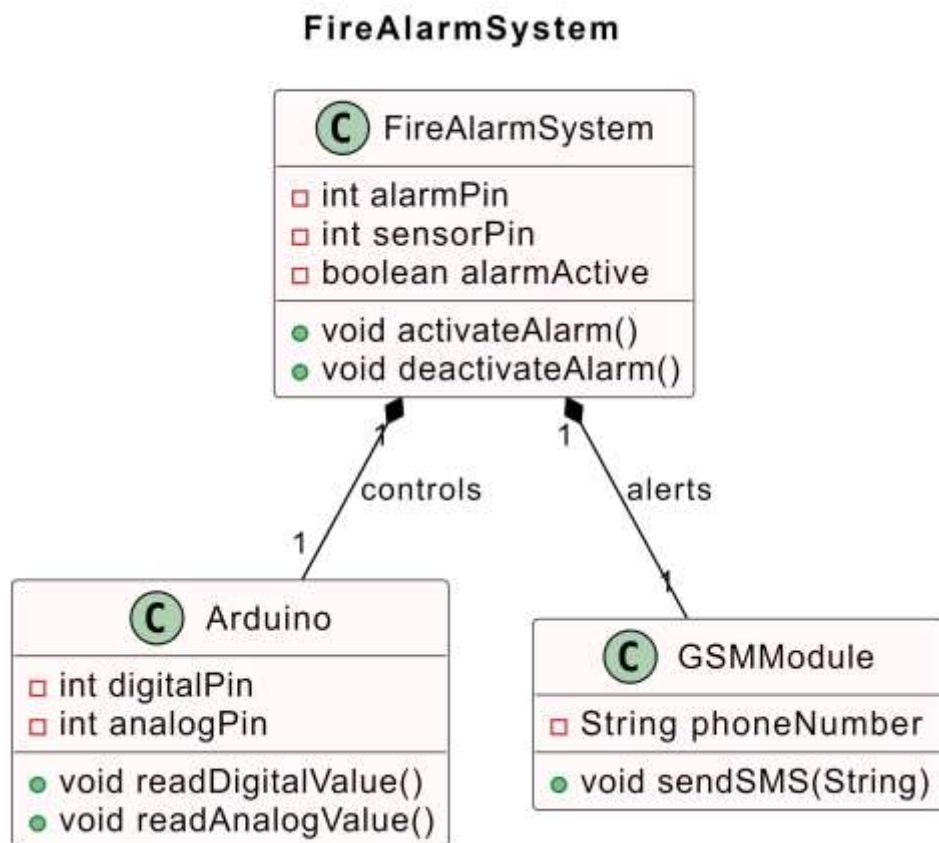 FireAlarmSystem
C FireAlarmSystem
int alarmPin
int sensorPin
boolean alarmActive
void activateAlarm()
void deactivateAlarm()
1
1
controls
alerts
1
1
C Arduino
int digitalPin
int analogPin
void readDigitalValue()
void readAnalogValue()
C GSMModule
String phoneNumber
void sendSMS(String)